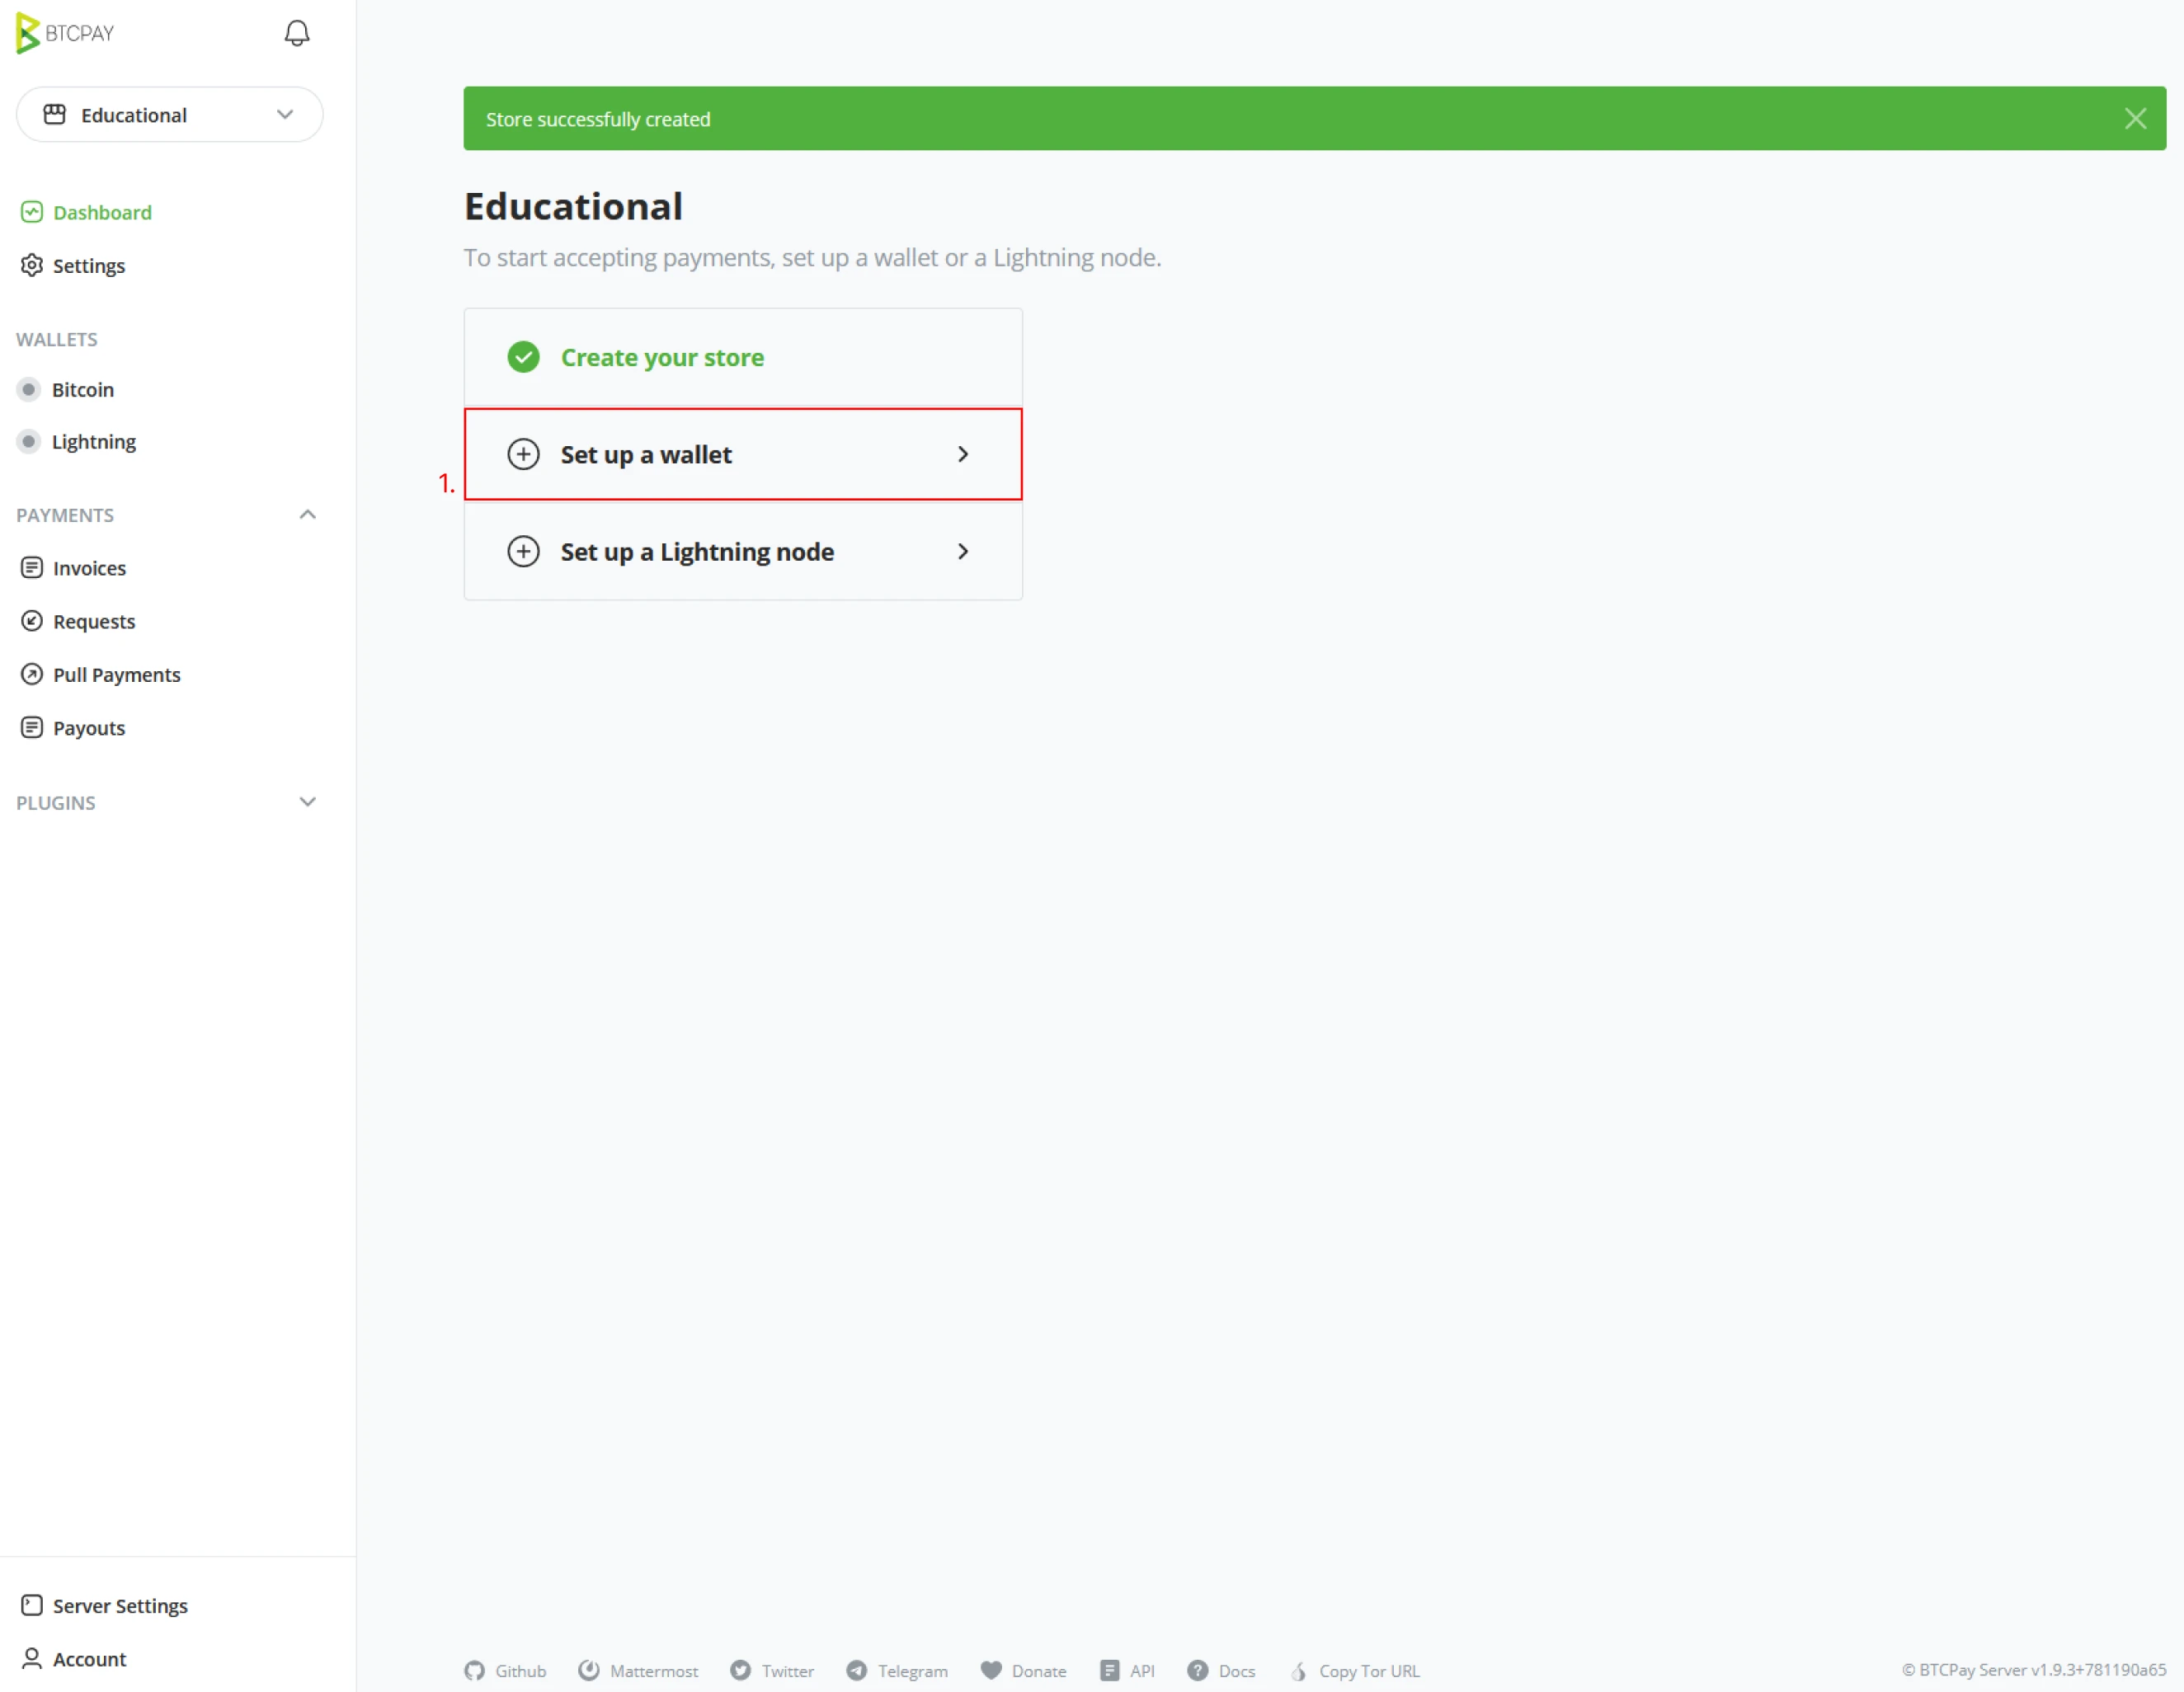 BTCPAY
Educational
Dashboard
Settings
WALLETS
Bitcoin
Lightning
PAYMENTS
Invoices
Requests
Pull Payments
Payouts
PLUGINS
Server Settings
Account
Store successfully created
Educational
To start accepting payments, set up a wallet or a Lightning node.
Create your store
1.
Set up a wallet
Set up a Lightning node
Github Mattermost Twitter Telegram Donate API Docs Copy Tor URL
© BTCPay Server v1.9.3+781190a65